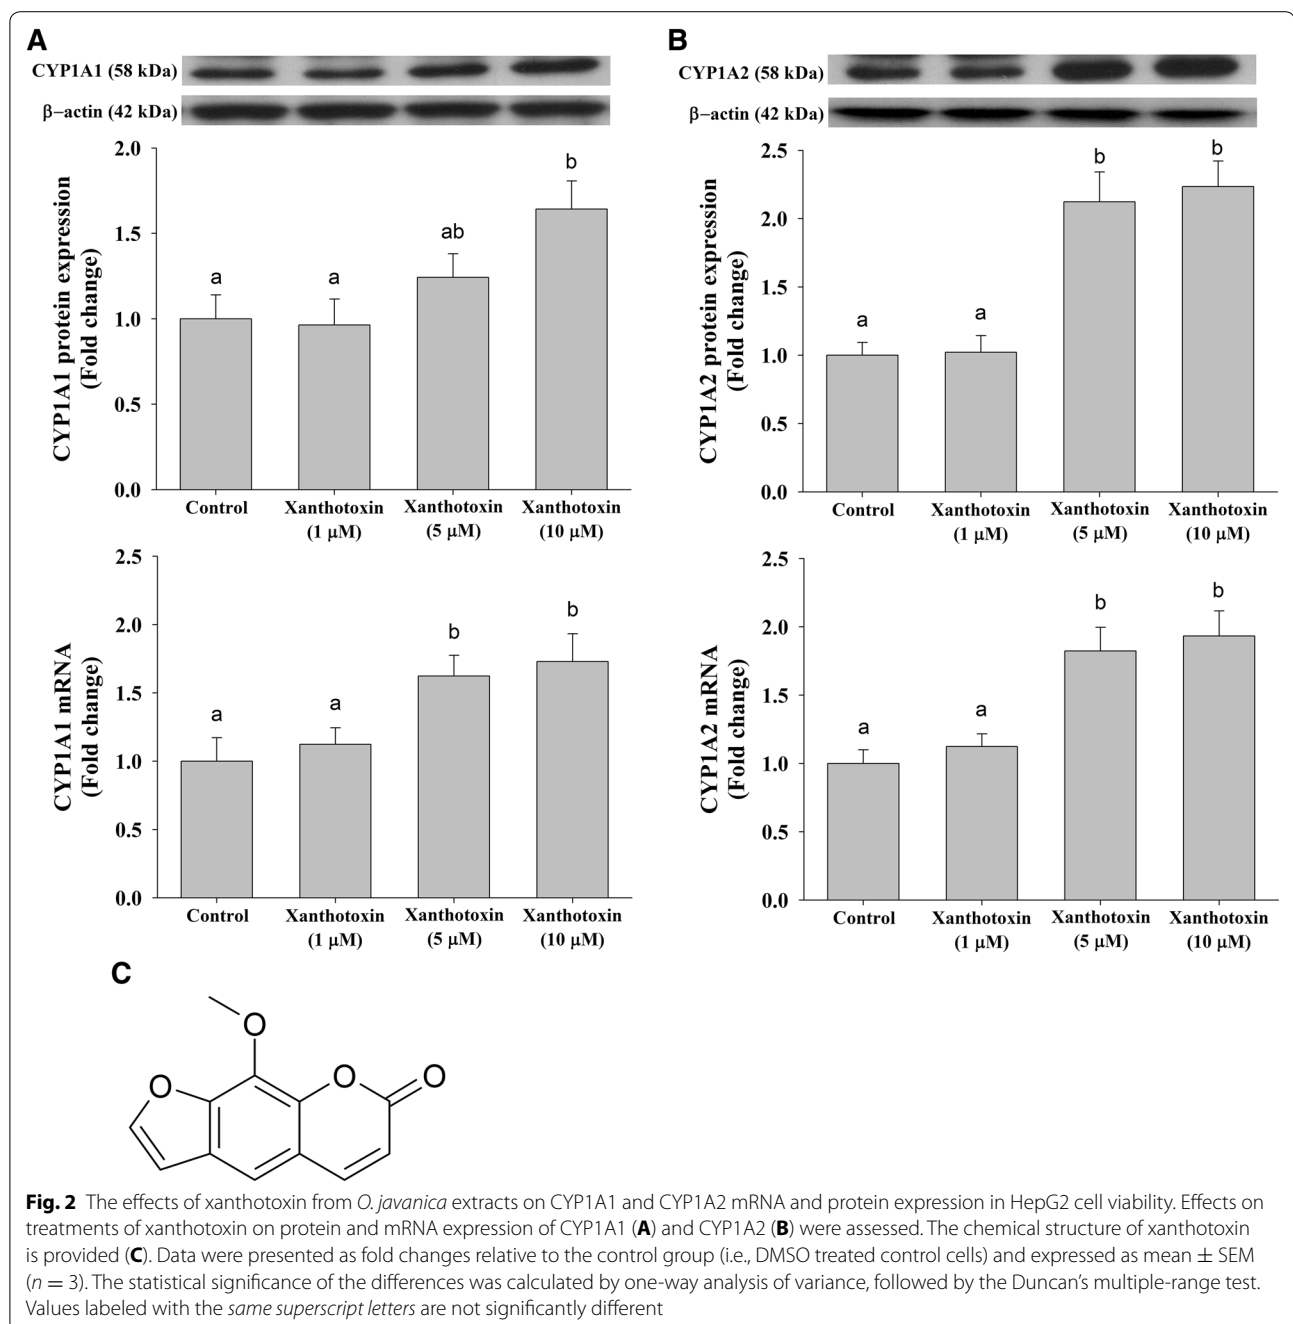 A
CYP1A1 (58 kDa)
β–actin (42 kDa)
CYP1A1 protein expression
(Fold change)
2.0
1.5
1.0
0.5
0.0
a
a
ab
b
Control
Xanthotoxin
(1 μM)
Xanthotoxin
(5 μM)
Xanthotoxin
(10 μM)
CYP1A1 mRNA
(Fold change)
2.5
2.0
1.5
1.0
0.5
0.0
a
a
b
b
Control
Xanthotoxin
(1 μM)
Xanthotoxin
(5 μM)
Xanthotoxin
(10 μM)
B
CYP1A2 (58 kDa)
β–actin (42 kDa)
CYP1A2 protein expression
(Fold change)
2.5
2.0
1.5
1.0
0.5
0.0
a
a
b
b
Control
Xanthotoxin
(1 μM)
Xanthotoxin
(5 μM)
Xanthotoxin
(10 μM)
CYP1A2 mRNA
(Fold change)
2.5
2.0
1.5
1.0
0.5
0.0
a
a
b
b
Control
Xanthotoxin
(1 μM)
Xanthotoxin
(5 μM)
Xanthotoxin
(10 μM)
C
O
O
O
O
Fig. 2 The effects of xanthotoxin from O. javanica extracts on CYP1A1 and CYP1A2 mRNA and protein expression in HepG2 cell viability. Effects on
treatments of xanthotoxin on protein and mRNA expression of CYP1A1 (A) and CYP1A2 (B) were assessed. The chemical structure of xanthotoxin
is provided (C). Data were presented as fold changes relative to the control group (i.e., DMSO treated control cells) and expressed as mean ± SEM
(n = 3). The statistical significance of the differences was calculated by one-way analysis of variance, followed by the Duncan's multiple-range test.
Values labeled with the same superscript letters are not significantly different